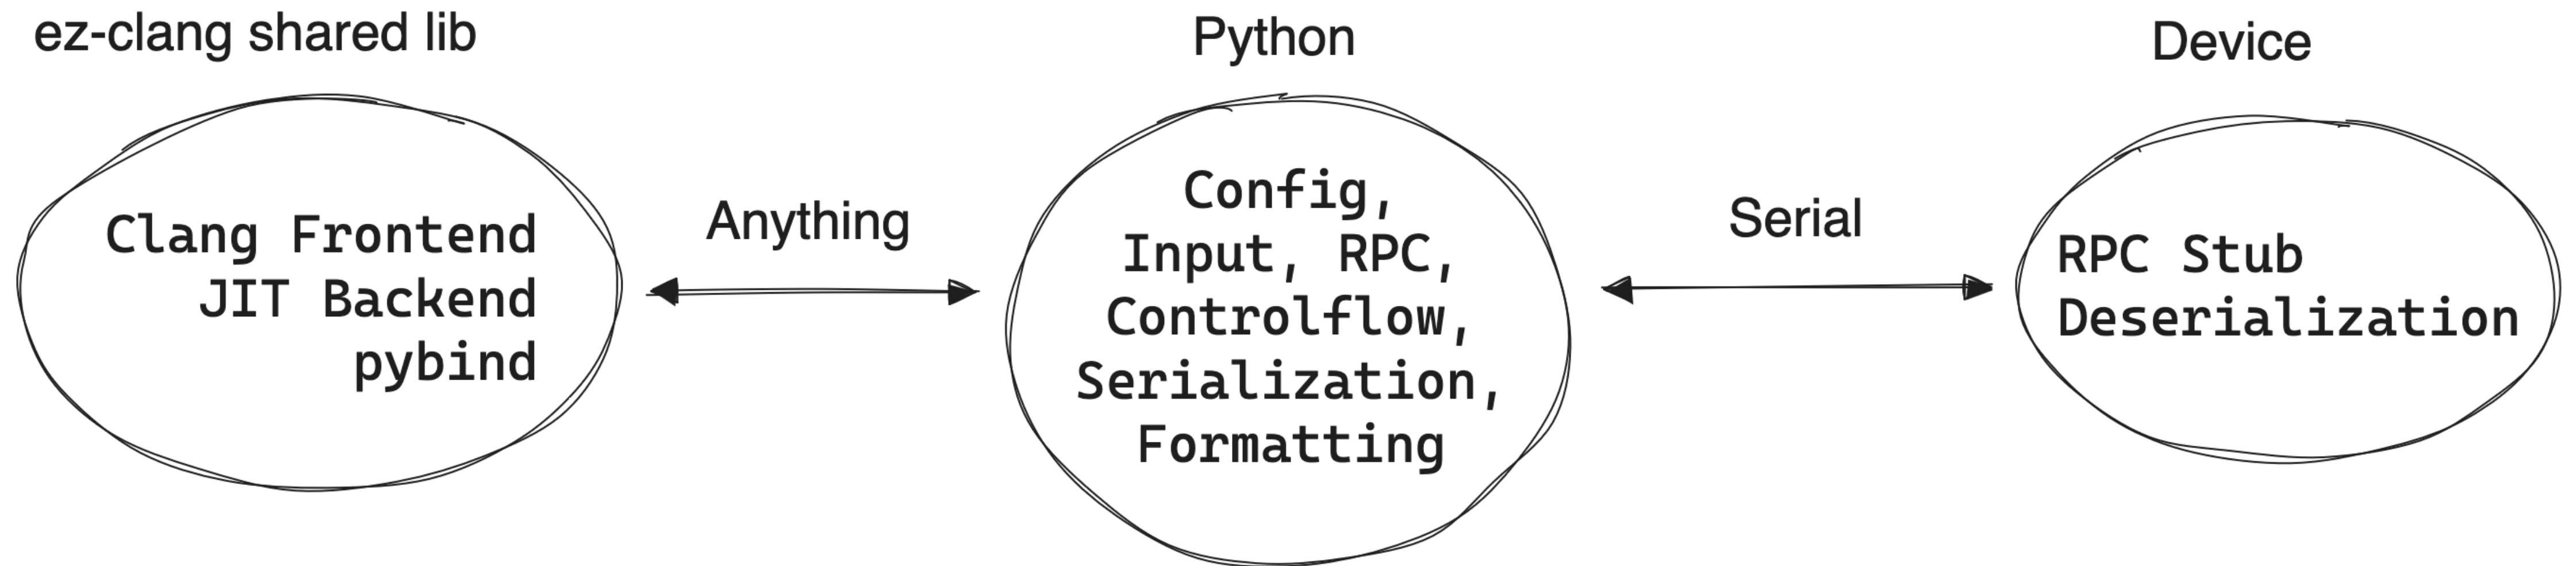 ez-clang shared lib
Clang Frontend
JIT Backend
pybind
Anything
Python
Config,
Input, RPC,
Controlflow,
Serialization,
Formatting
Serial
Device
RPC Stub
Deserialization